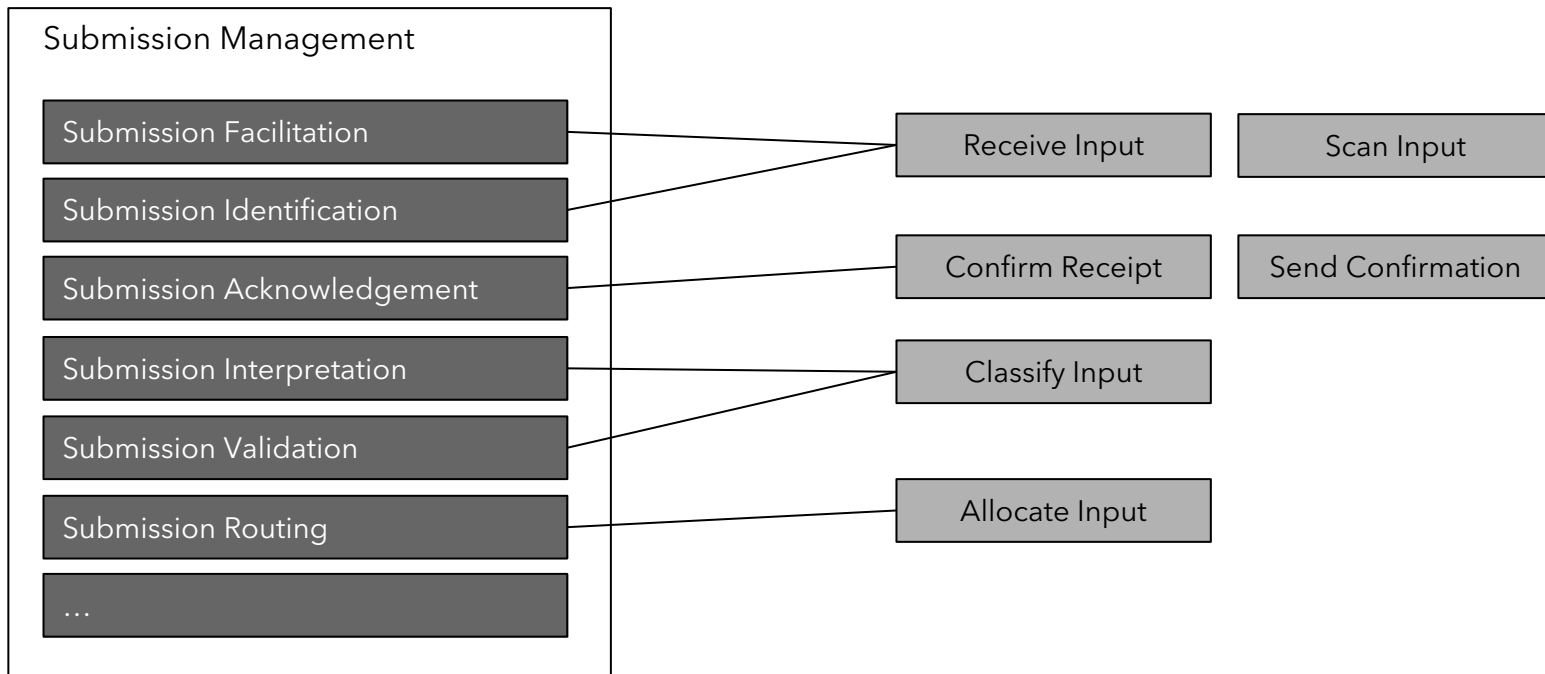 Submission Management
Submission Facilitation
Submission Identification
Submission Acknowledgement
Submission Interpretation
Submission Validation
Submission Routing
…
Receive Input
Scan Input
Confirm Receipt
Send Confirmation
Classify Input
Allocate Input